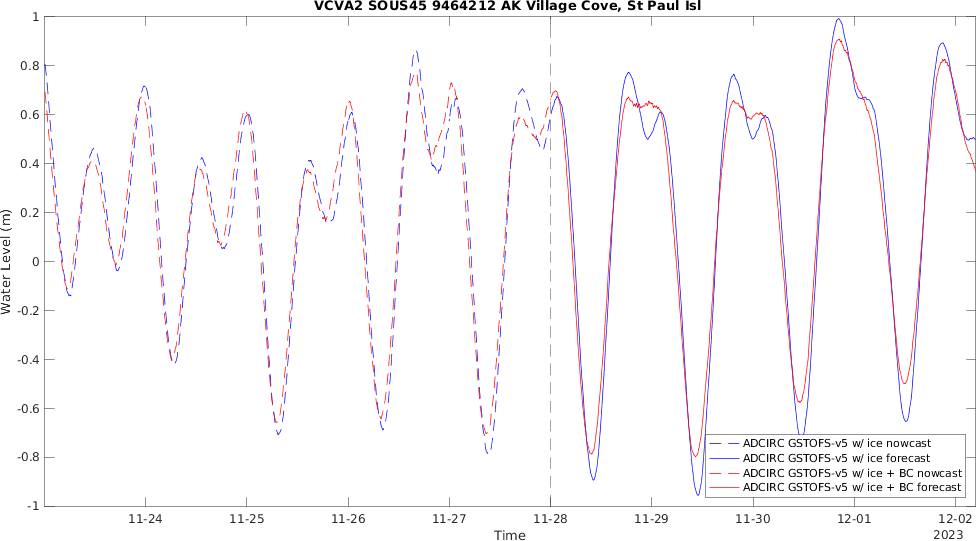 VCVA2 SOUS45 9464212 AK Village Cove, St Paul Isl
1
0.8
0.6
0.4
0.2
0
-0.2
-0.4
-0.6
-0.8
-1
Water Level (m)
ADCIRC GSTOFS-v5 w/ ice nowcast
ADCIRC GSTOFS-v5 w/ ice forecast
ADCIRC GSTOFS-v5 w/ ice + BC nowcast
ADCIRC GSTOFS-v5 w/ ice + BC forecast
11-24 11-25 11-26 11-27 11-28 11-29 11-30 12-01 12-02
Time
2023